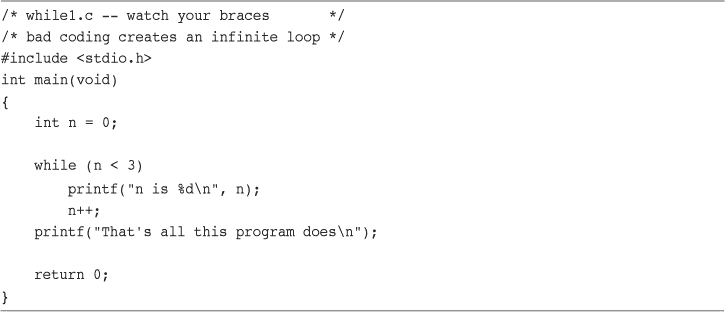 /* while1.c -- watch your braces       */
/* bad coding creates an infinite loop */
#include <stdio.h>
int main(void)
{
    int n = 0;

    while (n < 3)
        printf("n is %d\n", n);
        n++;
    printf("That's all this program does\n");

    return 0;
}